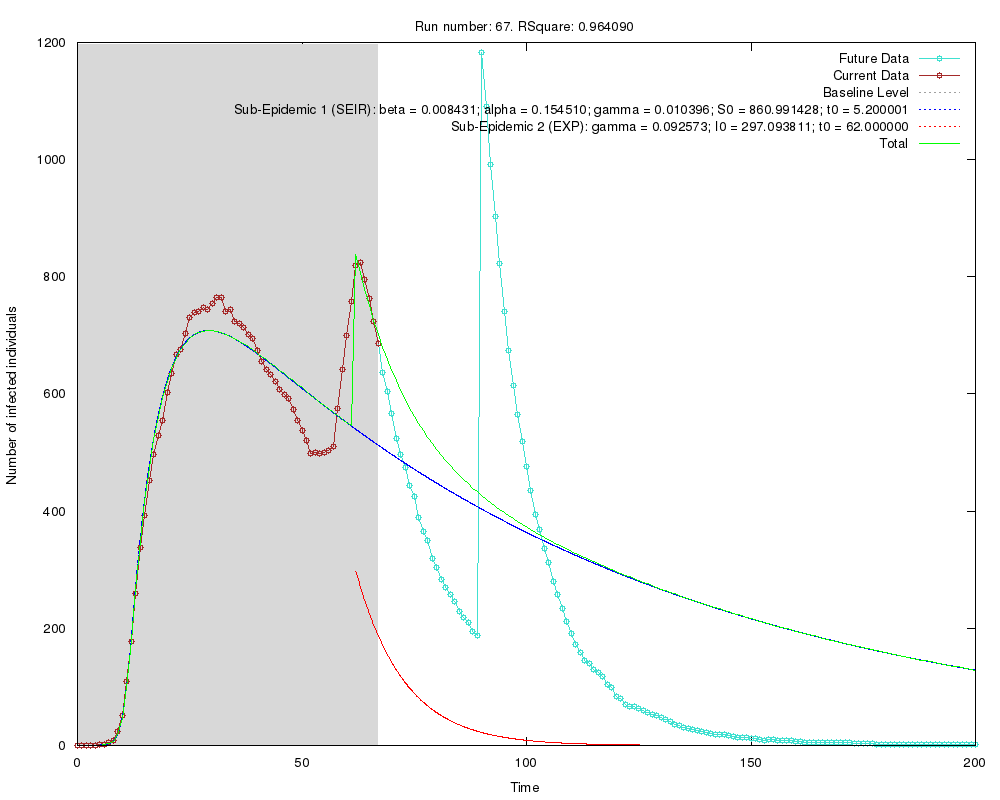 Run number: 67. RSquare: 0.964090
1200
Future Data
Current Data
Baseline Level
Sub-Epidemic 1 (SEIR): beta = 0.008431; alpha = 0.154510; gamma = 0.010396; S0 = 860.991428; t0 = 5.200001
Sub-Epidemic 2 (EXP): gamma = 0.092573; I0 = 297.093811; t0 = 62.000000
Total
1000
800
600
400
200
0
Number of infected individuals
0 50 100 150 200
Time